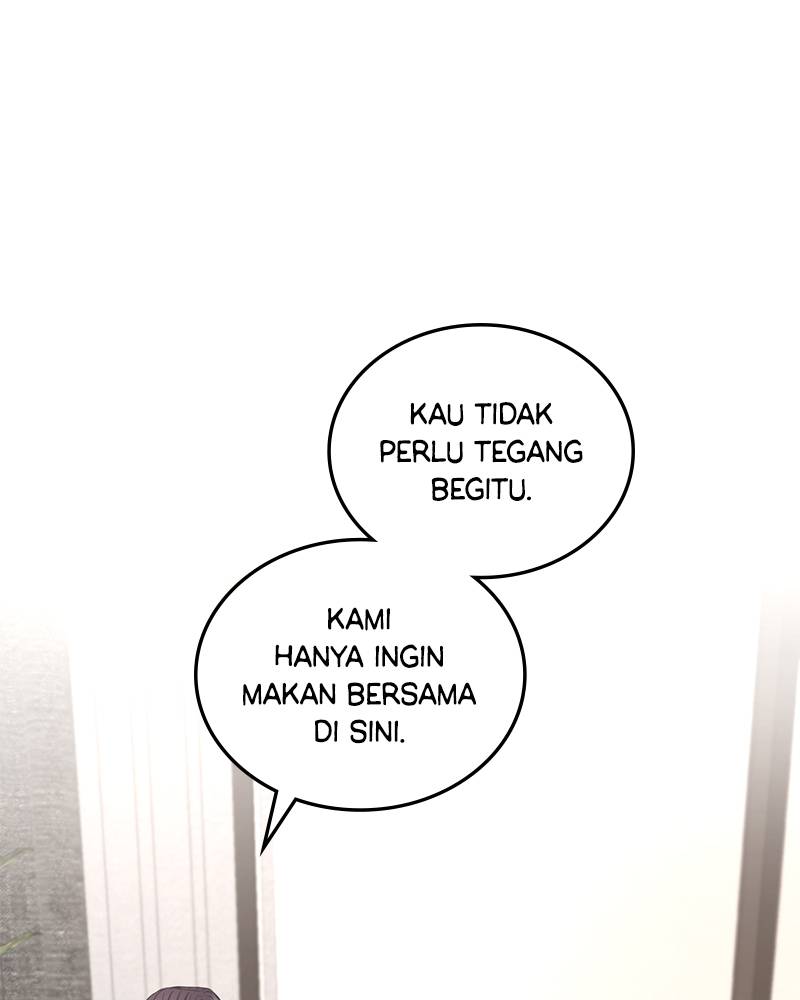 KAU TIDAK
PERLU TEGANG
BEGITU.
KAMI
HANYA INGIN
MAKAN BERSAMA
DI SINI.